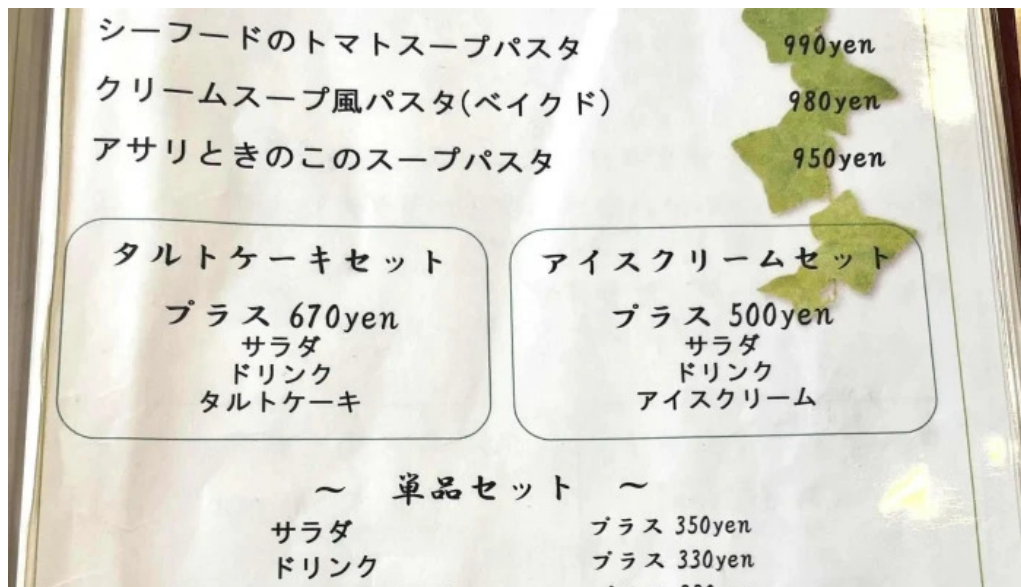 シーフードのトマトスープパスタ 990yen
クリームスープ風パスタ(ベイクド) 980yen
アサリときのこのスープパスタ 950yen
タルトケーキセット
プラス 670yen
サラダ
ドリンク
タルトケーキ
アイスクリームセット
プラス 500yen
サラダ
ドリンク
アイスクリーム
〜 単品セット 〜
サラダ プラス 350yen
ドリンク プラス 330yen